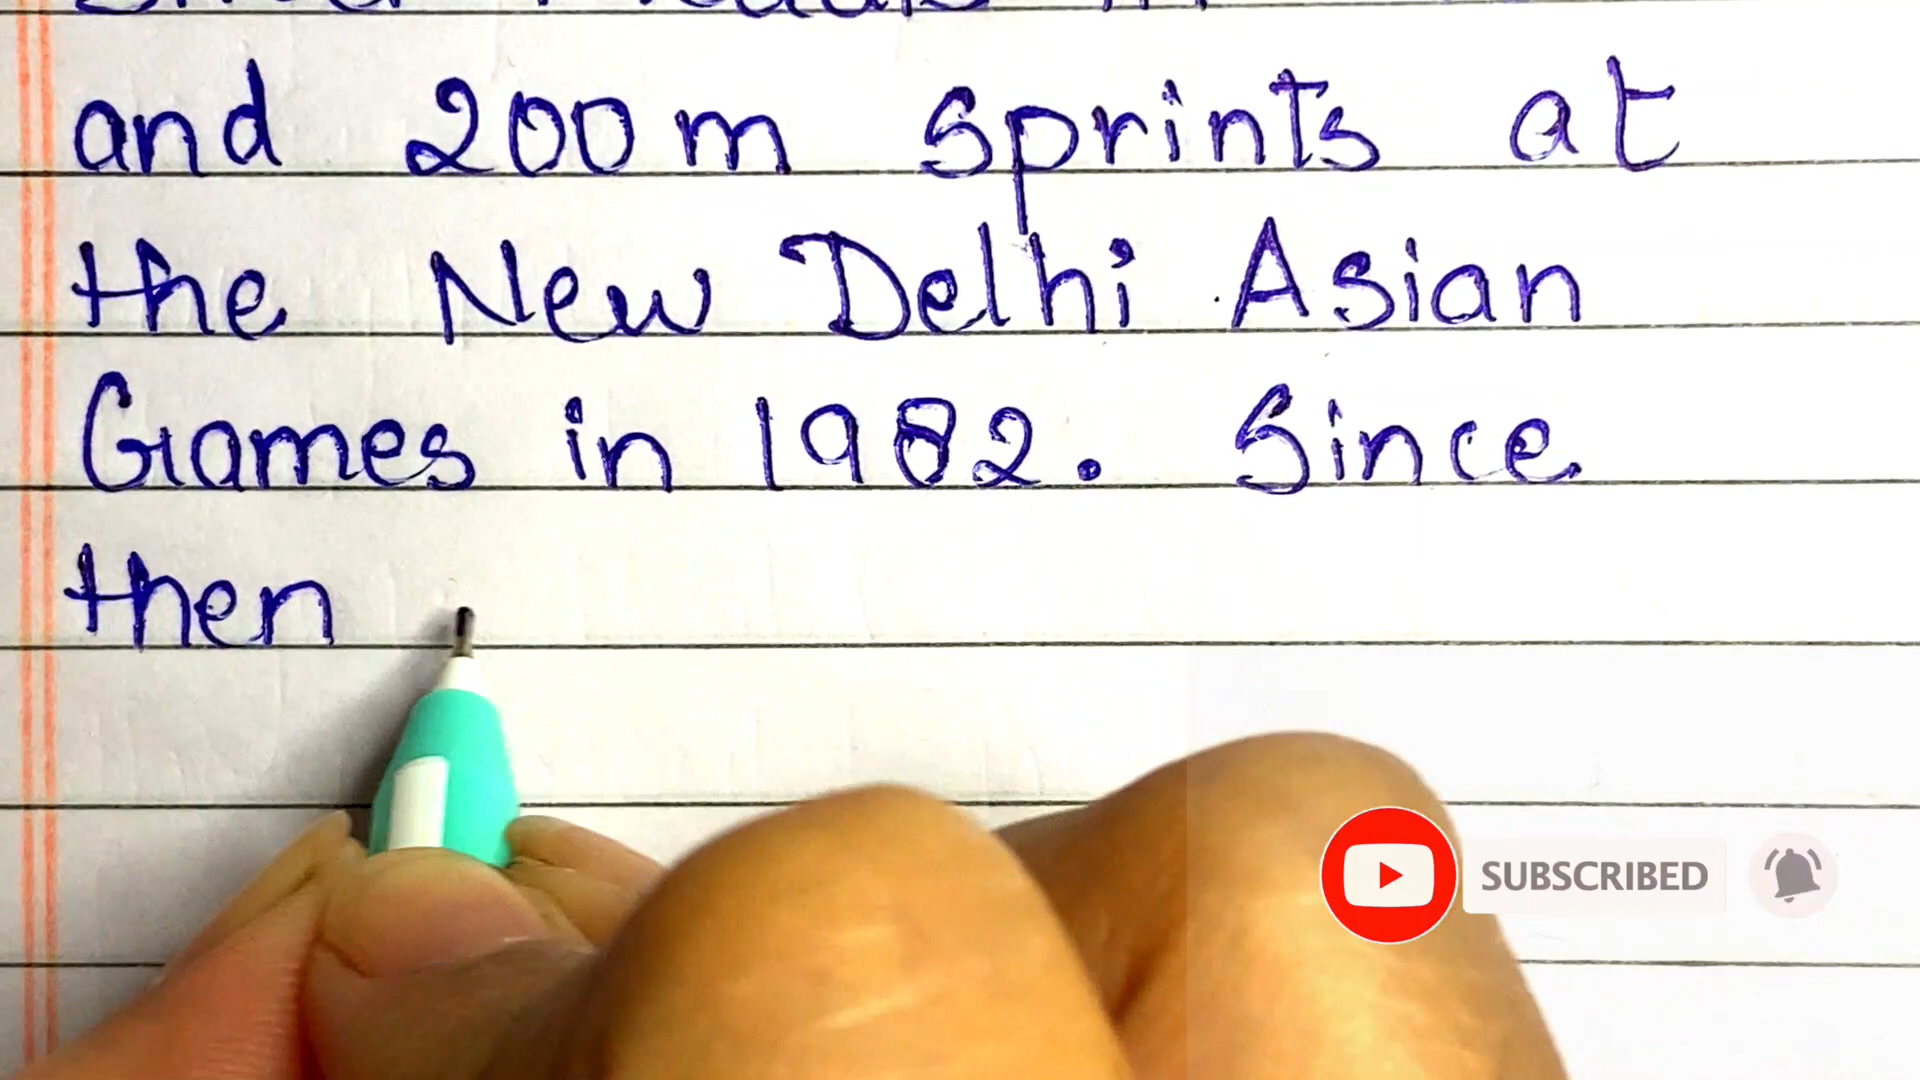 and 200m sprints at
the New Delhi Asian
Games in 1982. Since
then
SUBSCRIBED